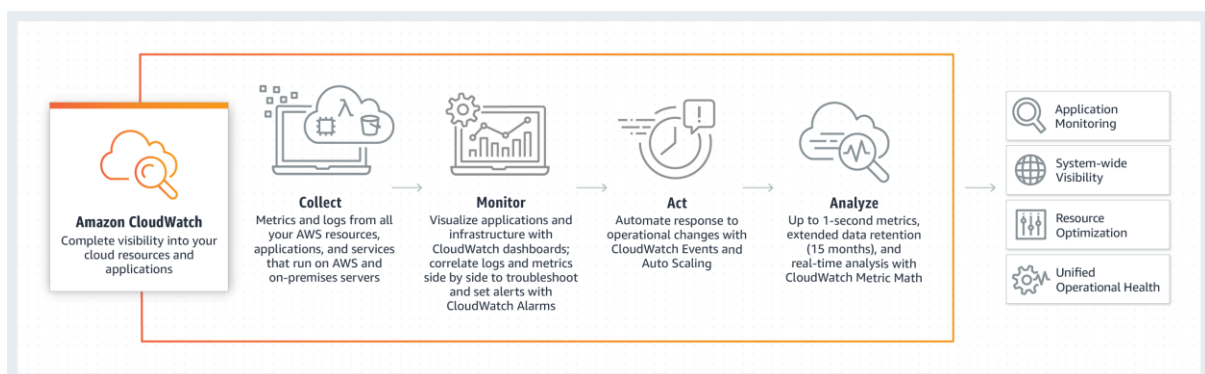 Amazon CloudWatch
Complete visibility into your
cloud resources and
applications
Collect
Metrics and logs from all
your AWS resources,
applications, and services
that run on AWS and
on-premises servers
Monitor
Visualize applications and
infrastructure with
CloudWatch dashboards;
correlate logs and metrics
side by side to troubleshoot
and set alerts with
CloudWatch Alarms
Act
Automate response to
operational changes with
CloudWatch Events and
Auto Scaling
Analyze
Up to 1-second metrics,
extended data retention
(15 months), and
real-time analysis with
CloudWatch Metric Math
Application
Monitoring
System-wide
Visibility
Resource
Optimization
Unified
Operational Health